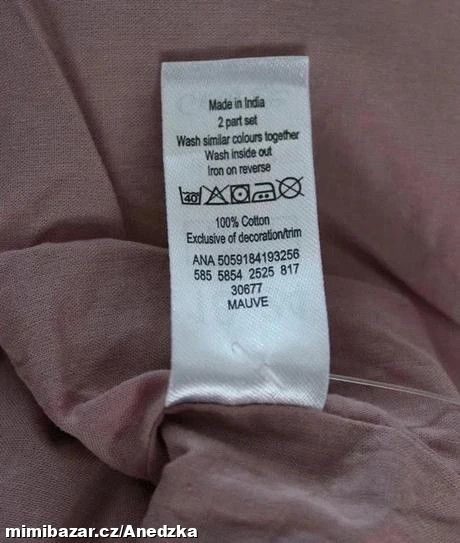 Made in India
2 part set
Wash similar colours together
Wash inside out
Iron on reverse
40
100% Cotton
Exclusive of decoration/trim
ANA 5059184193256
585 5854 2525 817
30677
MAUVE
mimibazar.cz/Anedzka